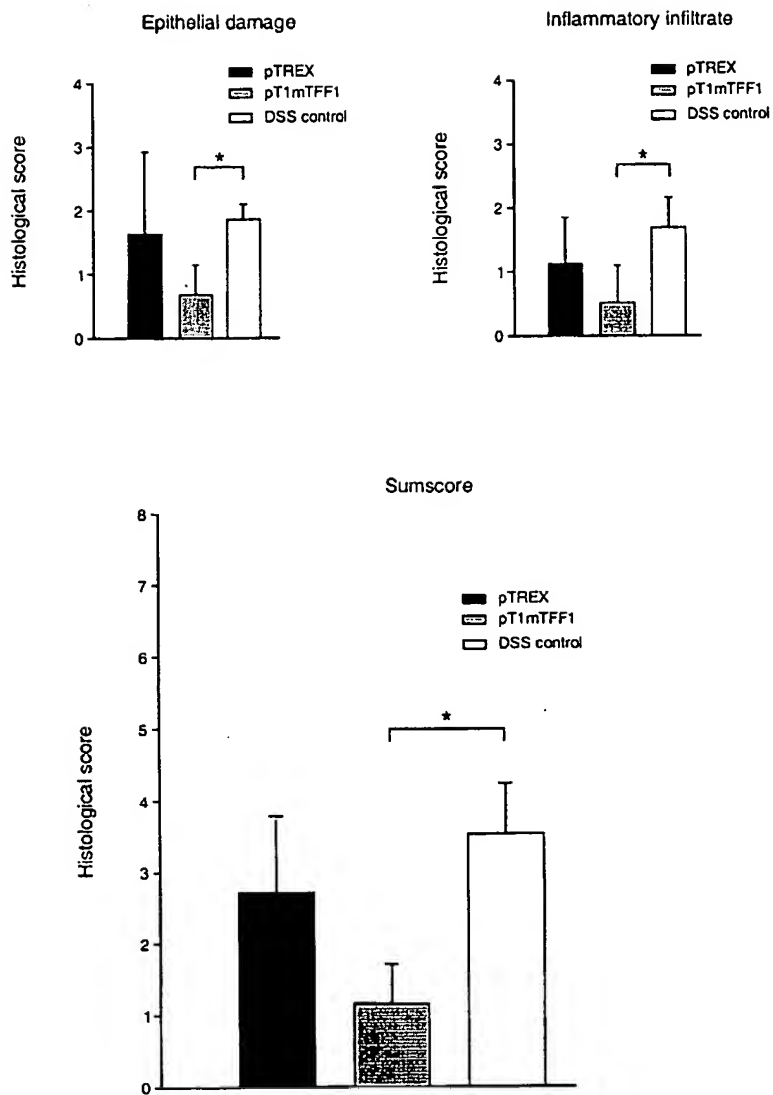 Epithelial damage
pTREX
pT1mTFF1
DSS control
*
4
3
2
1
0
Histological score
Inflammatory infiltrate
pTREX
pT1mTFF1
DSS control
*
4
3
2
1
0
Histological score
Sumscore
pTREX
pT1mTFF1
DSS control
*
8
7
6
5
4
3
2
1
0
Histological score